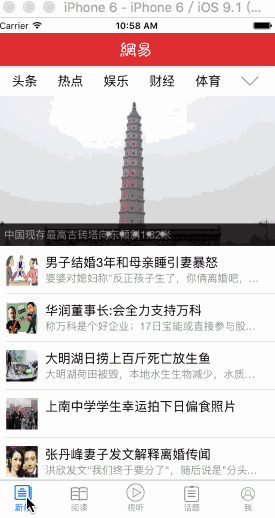 iPhone 6 - iPhone 6 / iOS 9.1 (...
Carrier 10:58 AM
網易
头条 热点 娱乐 财经 体育
中国现存最高古砖塔向东倾斜1.32米
男子结婚3年和母亲睡引妻暴怒
婆婆对媳妇称"反正孩子生了，你俩离婚吧，...
华润董事长:会全力支持万科
称万科是个好企业；17日宝能或直接参与股...
大明湖日捞上百斤死亡放生鱼
大明湖荷田被毁，本地水生生物减少，水质...
上南中学学生幸运拍下日偏食照片
张丹峰妻子发文解释离婚传闻
洪欣发文"我们终于要分了"，随后说是"分头...
新闻 阅读 视听 话题 我